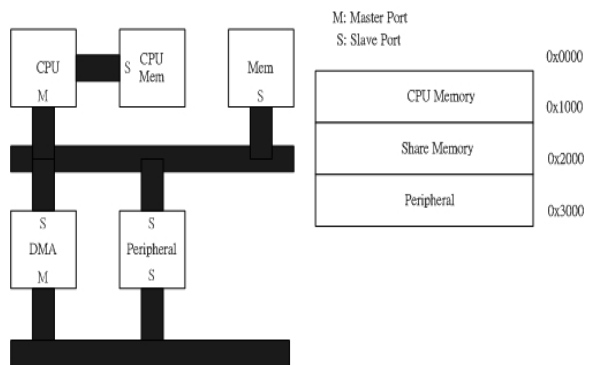 M: Master Port
S: Slave Port
CPU
M
S
CPU
Mem
Mem
S
0x0000
CPU Memory
0x1000
Share Memory
0x2000
Peripheral
0x3000
S
DMA
M
S
Peripheral
S